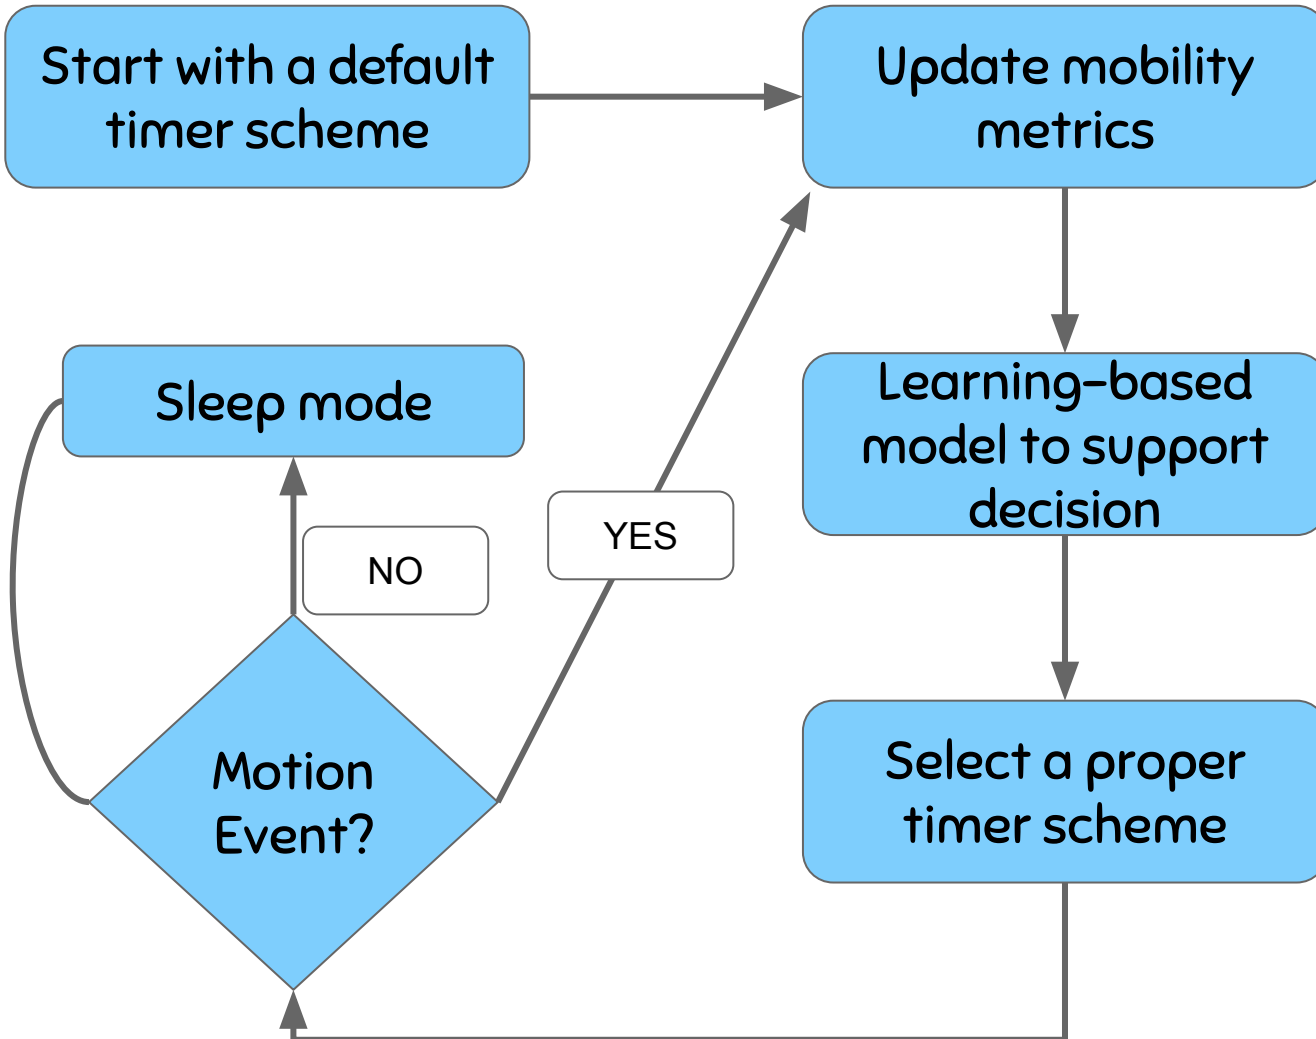 Start with a default
timer scheme
Update mobility
metrics
Sleep mode
Learning-based
model to support
decision
YES
NO
Motion
Event?
Select a proper
timer scheme